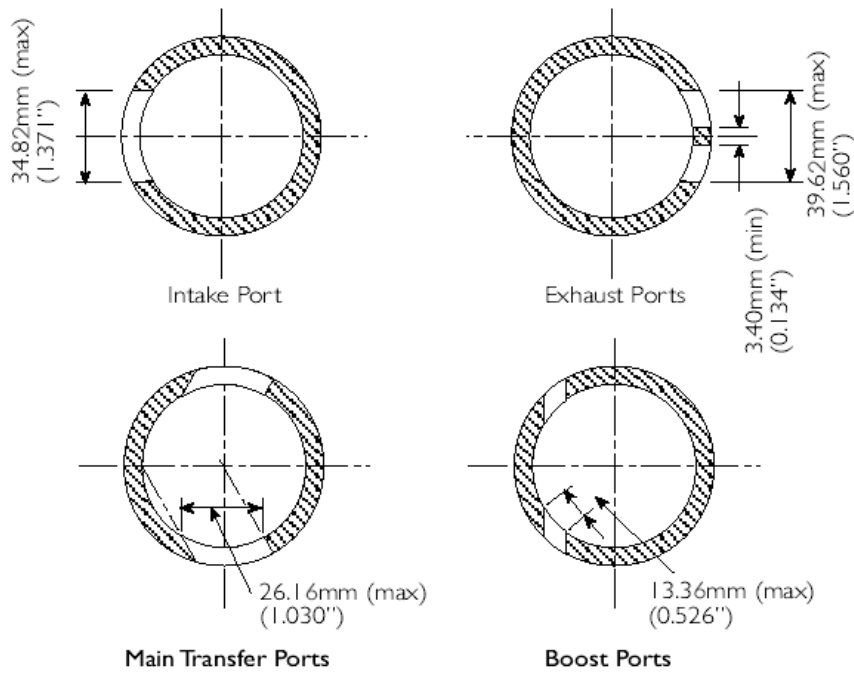 34.82mm (max)
(1.371")
Intake Port
39.62mm (max)
(1.560")
3.40mm (min)
(0.134")
Exhaust Ports
26.16mm (max)
(1.030")
Main Transfer Ports
13.36mm (max)
(0.526")
Boost Ports